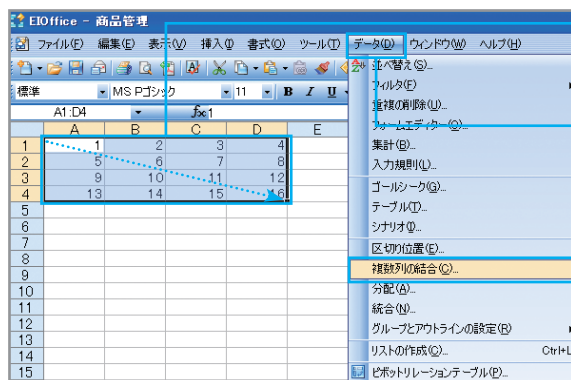 EIOffice - 商品管理
ファイル(F) 編集(E) 表示(V) 挿入(I) 書式(O) ツール(T) データ(D) ウィンドウ(W) ヘルプ(H)
標準 MS Pゴシック 11 B I U
A1:D4 fx 1
A B C D E
1 1 2 3 4
2 5 6 7 8
3 9 10 11 12
4 13 14 15 16
5
6
7
8
9
10
11
12
13
14
15
並べ替え(S)...
フィルタ(F)
重複の削除(U)...
フォームエディター(O)...
集計(B)...
入力規則(L)...
ゴールシーク(G)...
テーブル(T)...
シナリオ(I)...
区切り位置(E)...
複数列の結合(C)...
分配(A)...
統合(N)...
グループとアウトラインの設定(R)
リストの作成(C)... Ctrl+L
ピボットリレーションテーブル(P)...